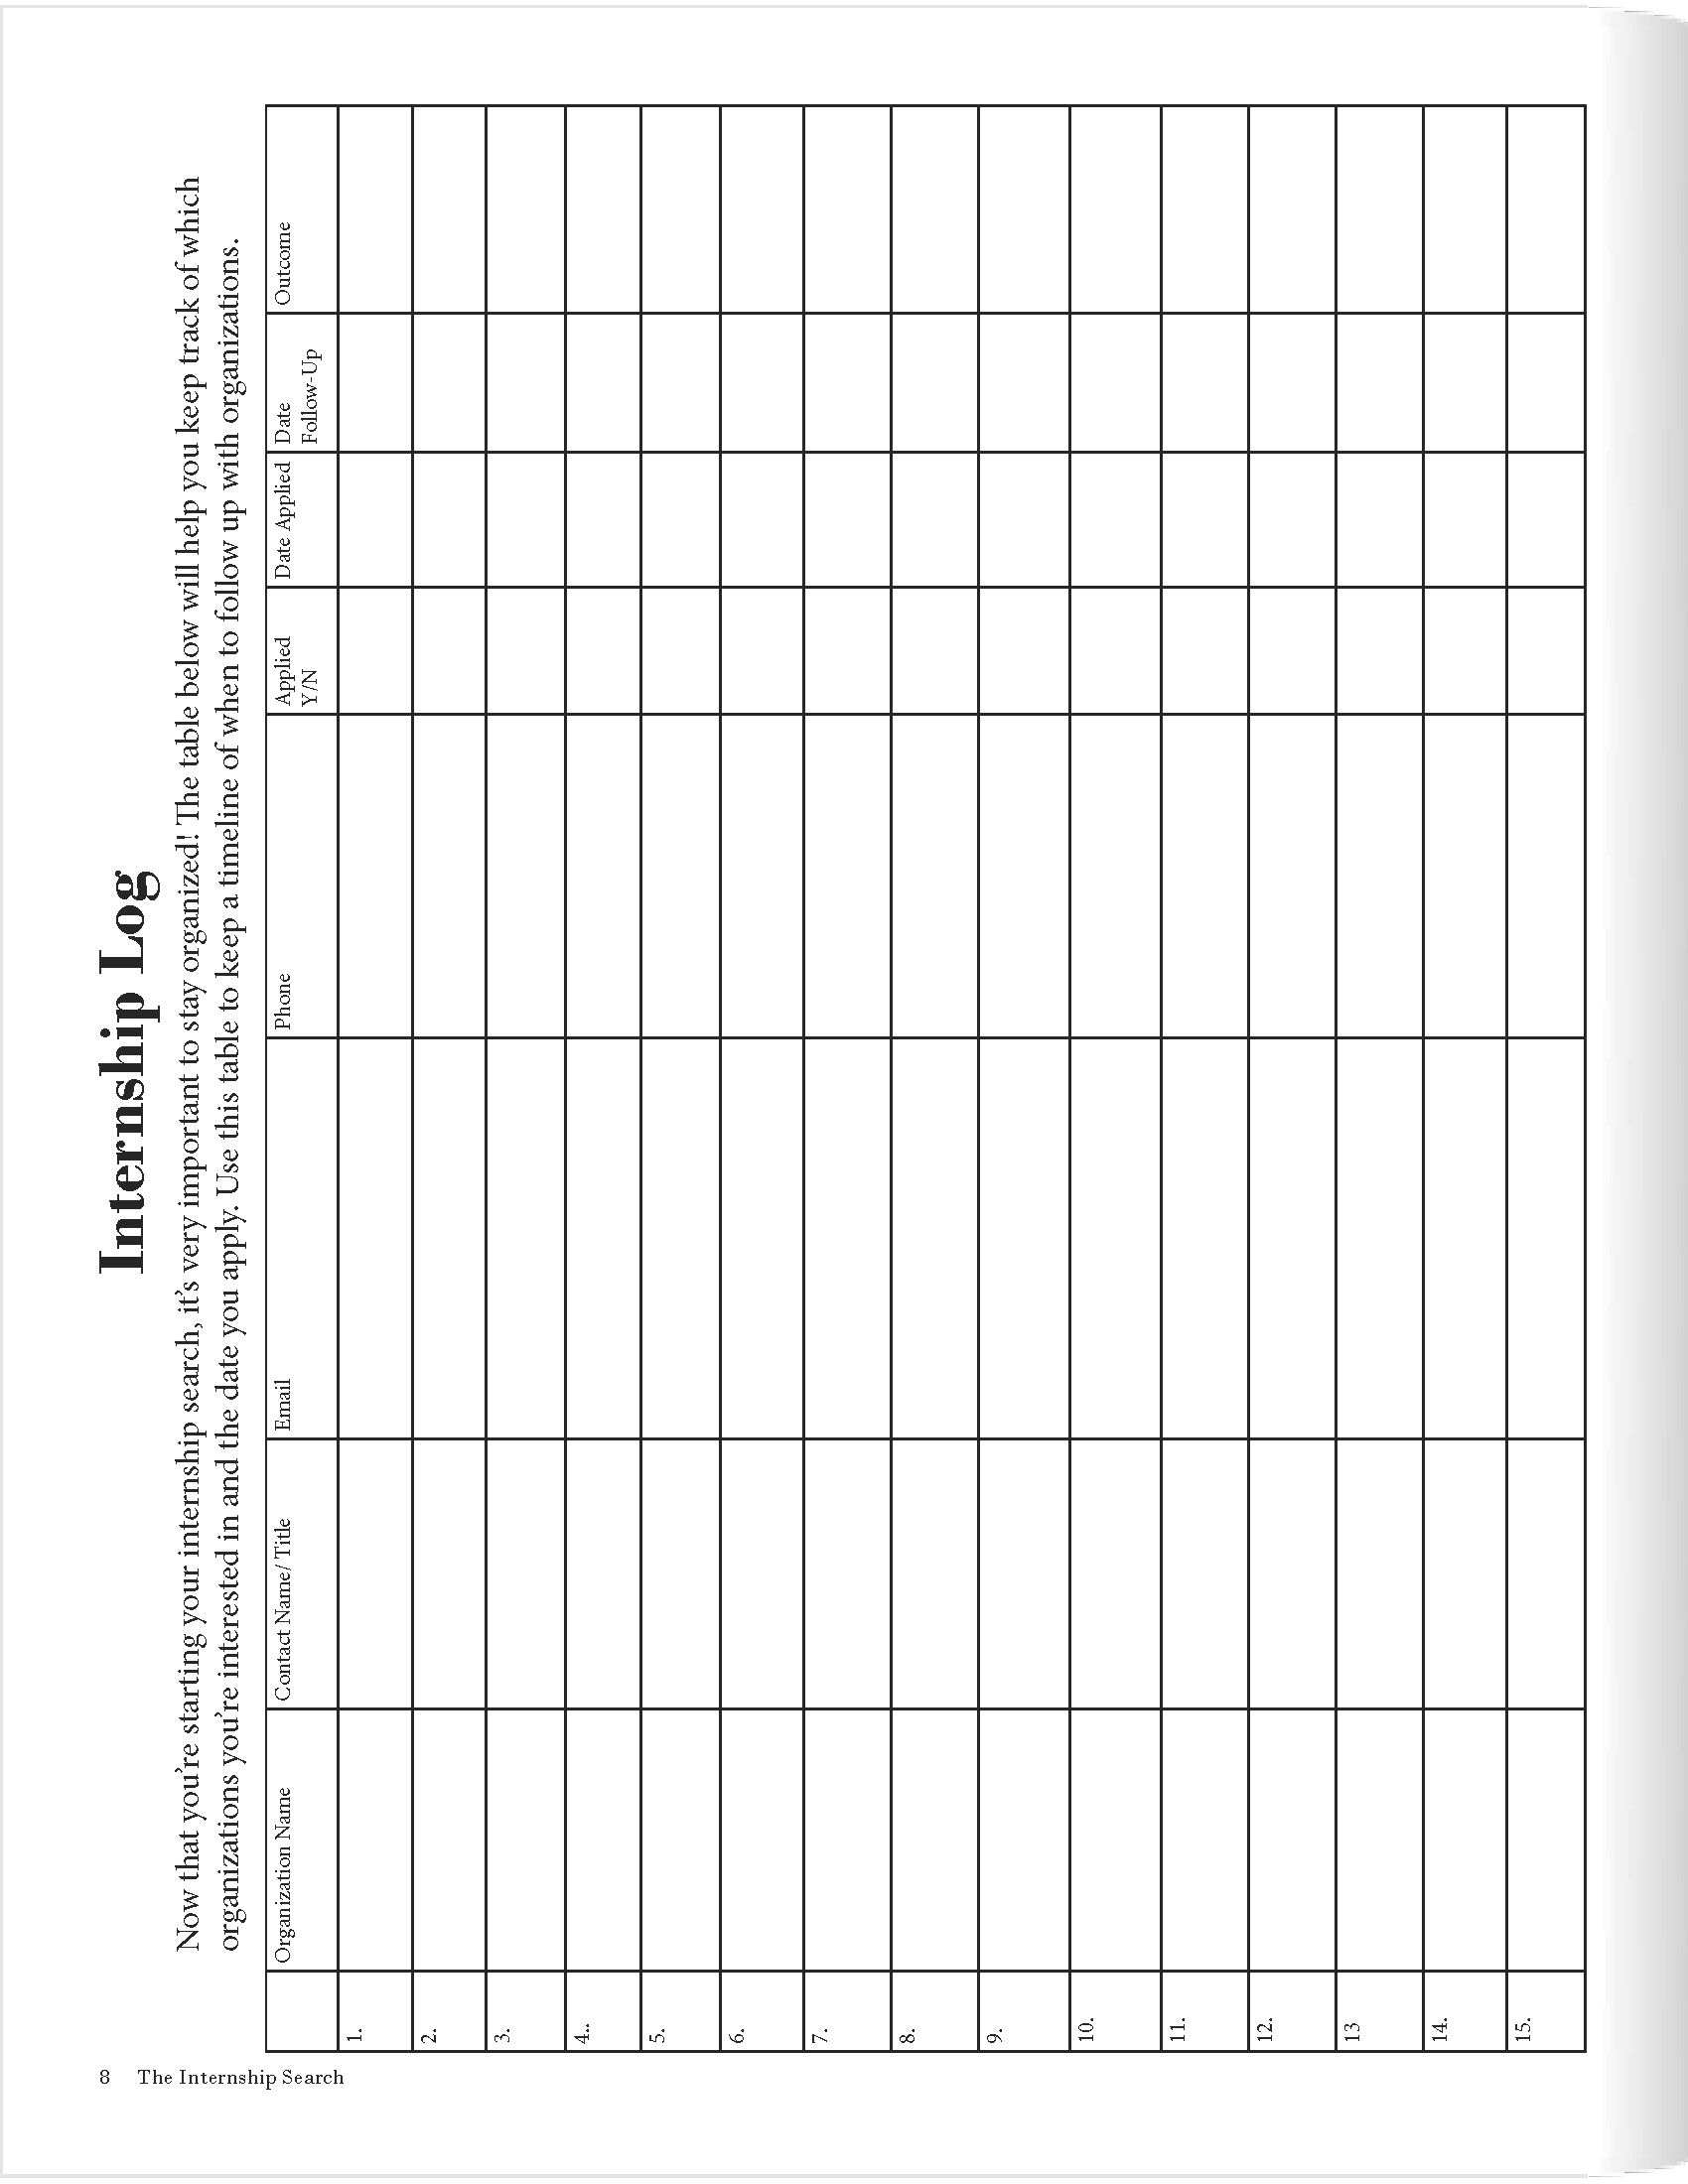 Internship Log
Now that you're starting your internship search, it's very important to stay organized! The table below will help you keep track of which
organizations you're interested in and the date you apply. Use this table to keep a timeline of when to follow up with organizations.
Organization Name
Contact Name/ Title
Email
Phone
Applied
Y/N
Date Applied
Date
Follow-Up
Outcome
1.
2.
3.
4..
5.
6.
7.
8.
9.
10.
11.
12.
13
14.
15.
8 The Internship Search